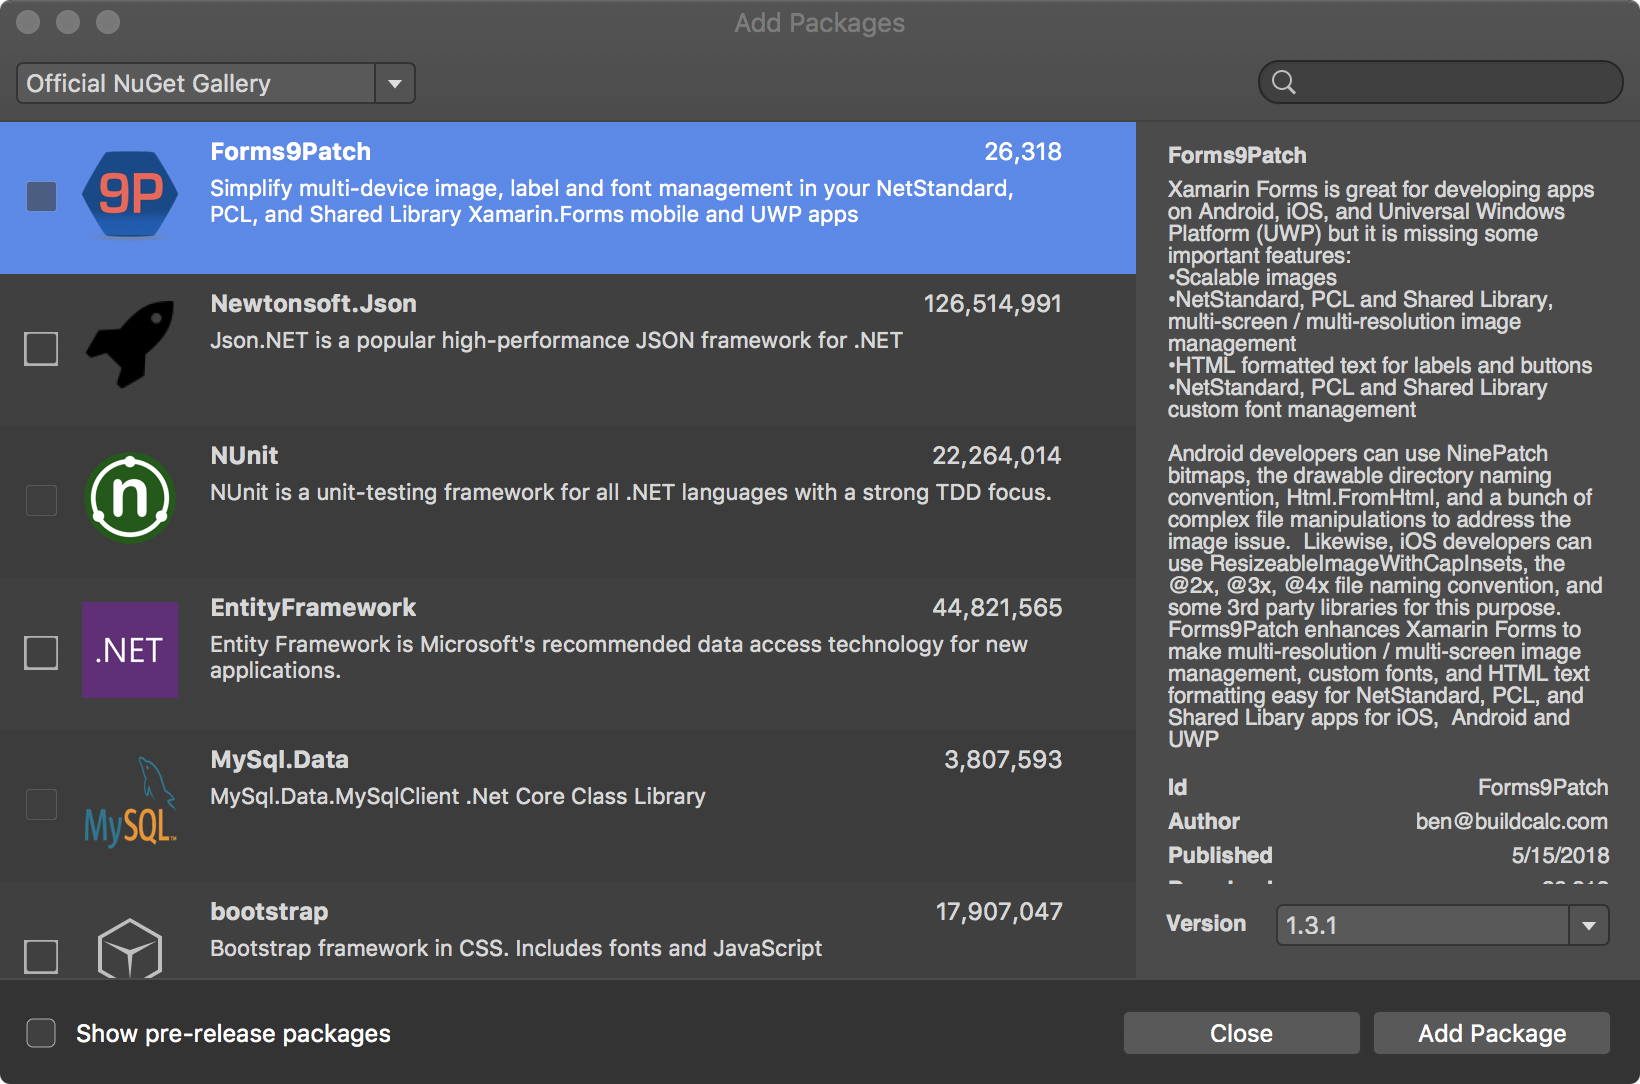 Add Packages
Official NuGet Gallery
9P
Forms9Patch 26,318
Simplify multi-device image, label and font management in your NetStandard,
PCL, and Shared Library Xamarin.Forms mobile and UWP apps
Newtonsoft.Json 126,514,991
Json.NET is a popular high-performance JSON framework for .NET
n
NUnit 22,264,014
NUnit is a unit-testing framework for all .NET languages with a strong TDD focus.
.NET
EntityFramework 44,821,565
Entity Framework is Microsoft's recommended data access technology for new
applications.
MySQL™
MySql.Data 3,807,593
MySql.Data.MySqlClient .Net Core Class Library
bootstrap 17,907,047
Bootstrap framework in CSS. Includes fonts and JavaScript
Forms9Patch
Xamarin Forms is great for developing apps
on Android, iOS, and Universal Windows
Platform (UWP) but it is missing some
important features:
•Scalable images
•NetStandard, PCL and Shared Library,
multi-screen / multi-resolution image
management
•HTML formatted text for labels and buttons
•NetStandard, PCL and Shared Library
custom font management
Android developers can use NinePatch
bitmaps, the drawable directory naming
convention, Html.FromHtml, and a bunch of
complex file manipulations to address the
image issue.  Likewise, iOS developers can
use ResizeableImageWithCapInsets, the
@2x, @3x, @4x file naming convention, and
some 3rd party libraries for this purpose.
Forms9Patch enhances Xamarin Forms to
make multi-resolution / multi-screen image
management, custom fonts, and HTML text
formatting easy for NetStandard, PCL, and
Shared Libary apps for iOS,  Android and
UWP
Id Forms9Patch
Author ben@buildcalc.com
Published 5/15/2018
Version 1.3.1
Show pre-release packages
Close
Add Package